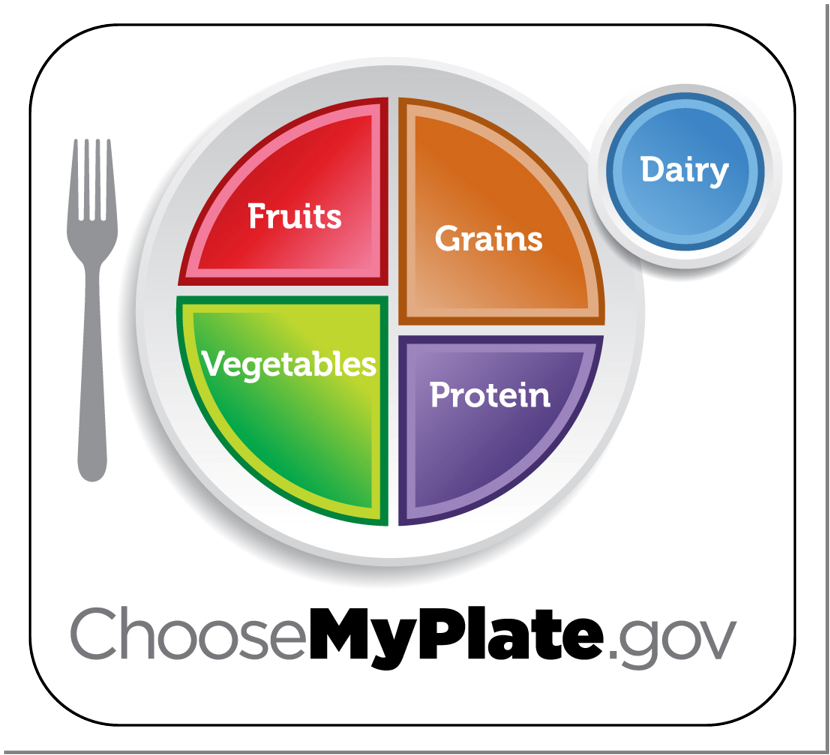 Dairy
Fruits
Grains
Vegetables
Protein
ChooseMyPlate.gov